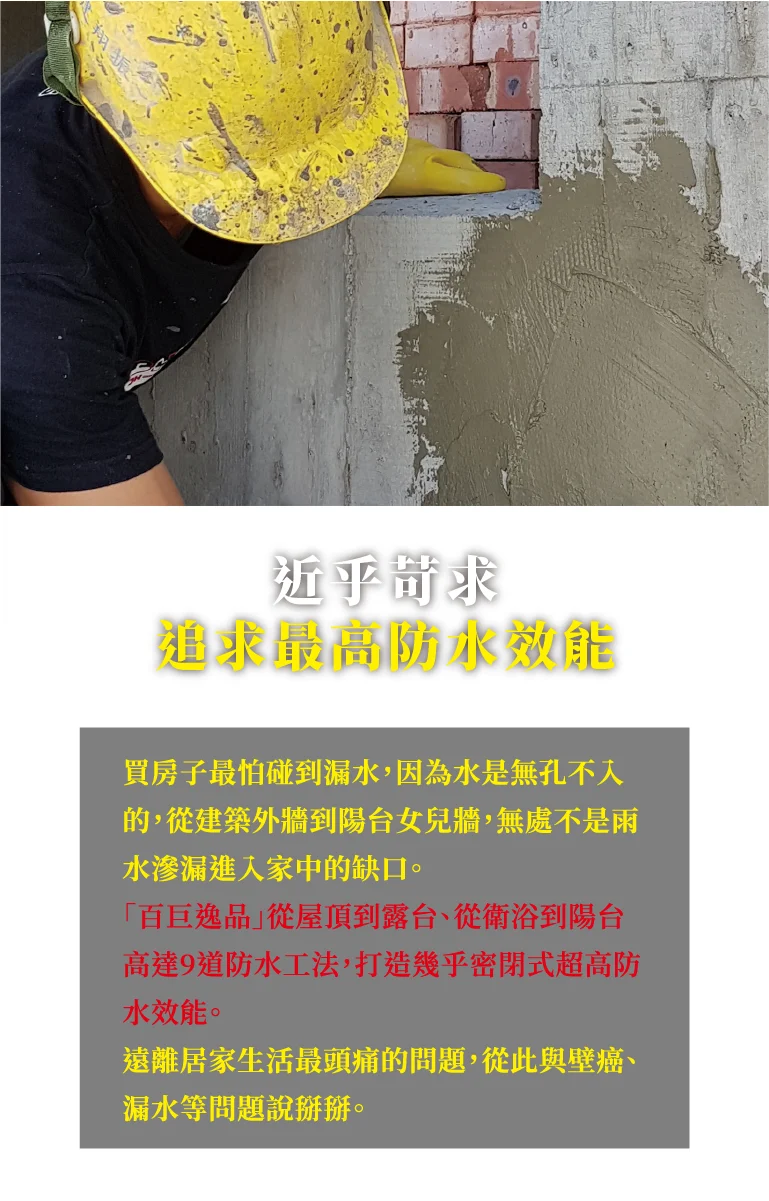 近乎苛求
追求最高防水效能
買房子最怕碰到漏水，因為水是無孔不入
的，從建築外牆到陽台女兒牆，無處不是雨
水滲漏進入家中的缺口。
「百巨逸品」從屋頂到露台、從衛浴到陽台
高達9道防水工法，打造幾乎密閉式超高防
水效能。
遠離居家生活最頭痛的問題，從此與壁癌、
漏水等問題說掰掰。